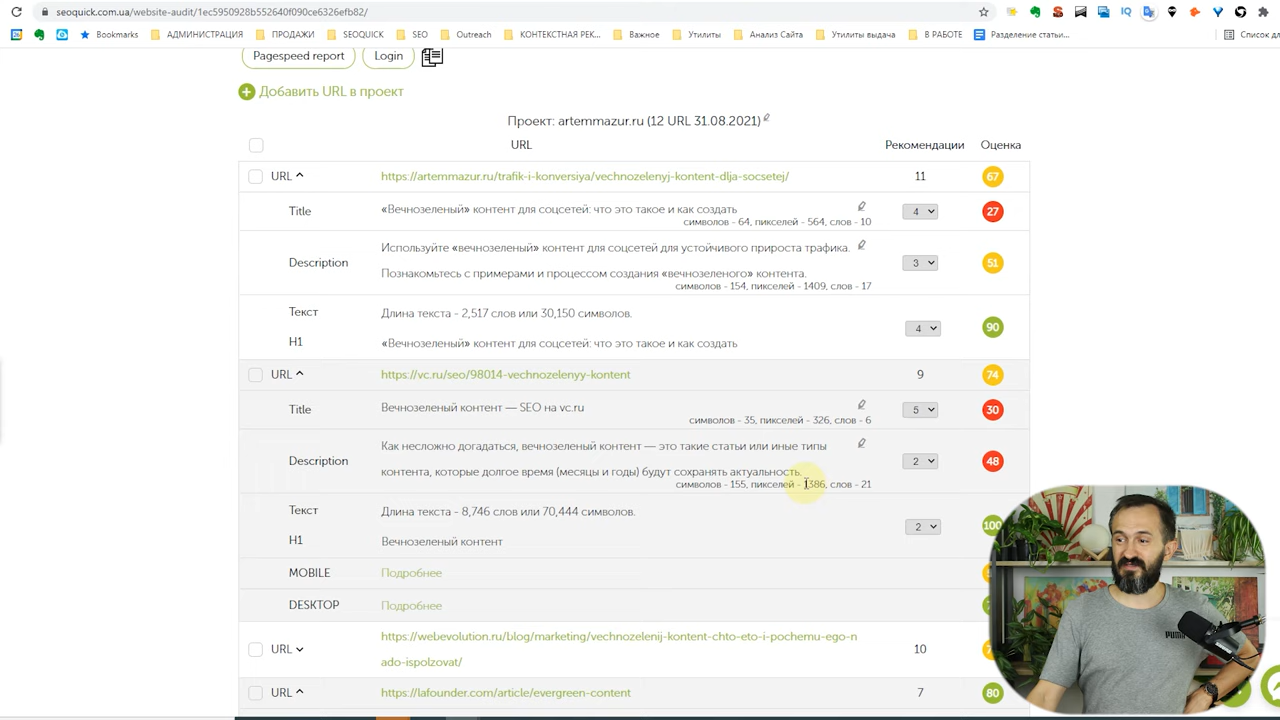 seoquick.com.ua/website-audit/1ec5950928b552640f090ce6326efb82/
Bookmarks АДМИНИСТРАЦИЯ ПРОДАЖИ SEOQUICK SEO Outreach КОНТЕКСТНАЯ РЕК... Важное Утилиты Анализ Сайта Утилиты выдача В РАБОТЕ Разделение статьи... Список дл
Pagespeed report Login
Добавить URL в проект
Проект: artemmazur.ru (12 URL 31.08.2021)
URL Рекомендации Оценка
URL https://artemmazur.ru/trafik-i-konversiya/vechnozelenyj-kontent-dlja-socsetej/ 11 67
Title «Вечнозеленый» контент для соцсетей: что это такое и как создать 4 27
символов - 64, пикселей - 564, слов - 10
Используйте «вечнозеленый» контент для соцсетей для устойчивого прироста трафика.
Description 3 51
Познакомьтесь с примерами и процессом создания «вечнозеленого» контента.
символов - 154, пикселей - 1409, слов - 17
Текст Длина текста - 2,517 слов или 30,150 символов.
4 90
H1 «Вечнозеленый» контент для соцсетей: что это такое и как создать
URL https://vc.ru/seo/98014-vechnozelenyy-kontent 9 74
Title Вечнозеленый контент — SEO на vc.ru 5 30
символов - 35, пикселей - 326, слов - 6
Как несложно догадаться, вечнозеленый контент — это такие статьи или иные типы
Description 2 48
контента, которые долгое время (месяцы и годы) будут сохранять актуальность.
символов - 155, пикселей - 1386, слов - 21
Текст Длина текста - 8,746 слов или 70,444 символов.
2 100
H1 Вечнозеленый контент
MOBILE Подробнее
DESKTOP Подробнее
https://webevolution.ru/blog/marketing/vechnozelenij-kontent-chto-eto-i-pochemu-ego-n
URL 10
ado-ispolzovat/
URL https://lafounder.com/article/evergreen-content 7 80
PUMA